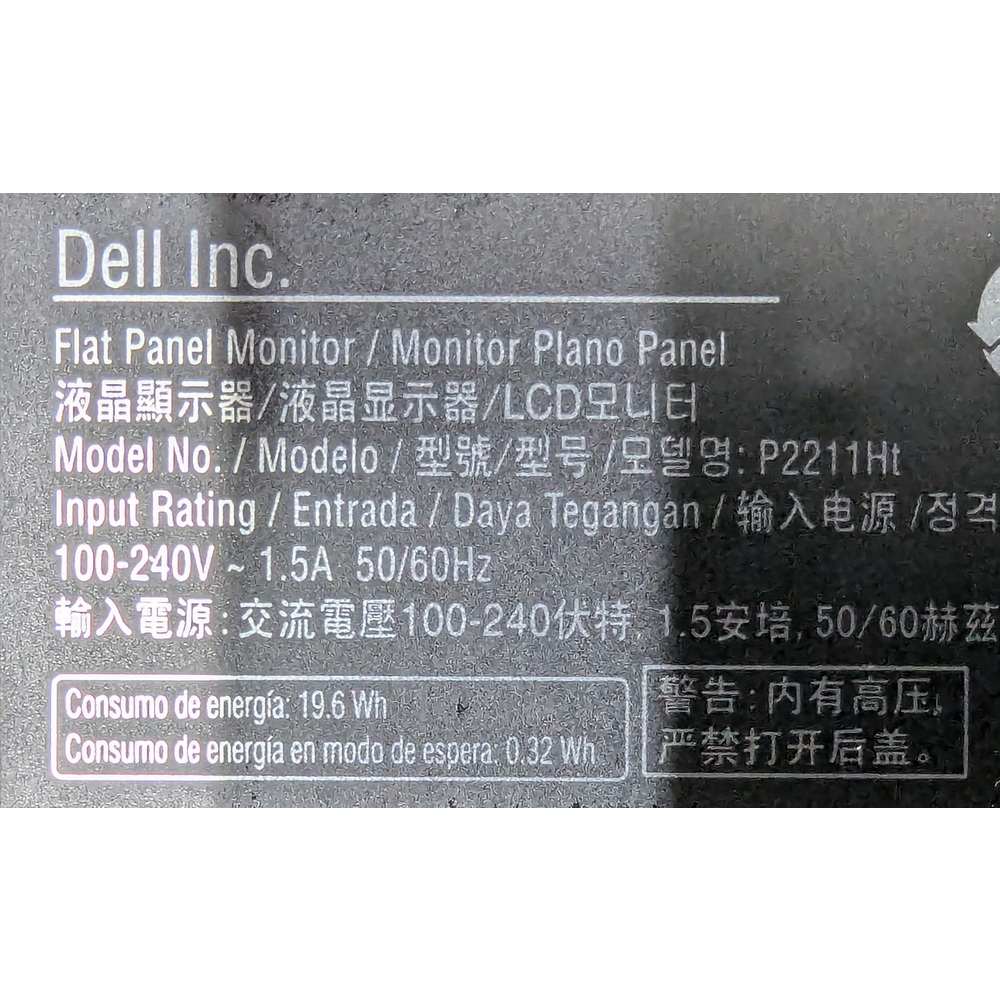 Dell Inc.
Flat Panel Monitor / Monitor Plano Panel
液晶顯示器/液晶显示器/LCD모니터
Model No. / Modelo / 型號/型号 /모델명: P2211Ht
Input Rating / Entrada / Daya Tegangan / 输入电源 /정격
100-240V ~ 1.5A 50/60Hz
輸入電源: 交流電壓100-240伏特, 1.5安培, 50/60赫茲
Consumo de energía: 19.6 Wh
Consumo de energía en modo de espera: 0.32 Wh
警告: 内有高压,
严禁打开后盖。